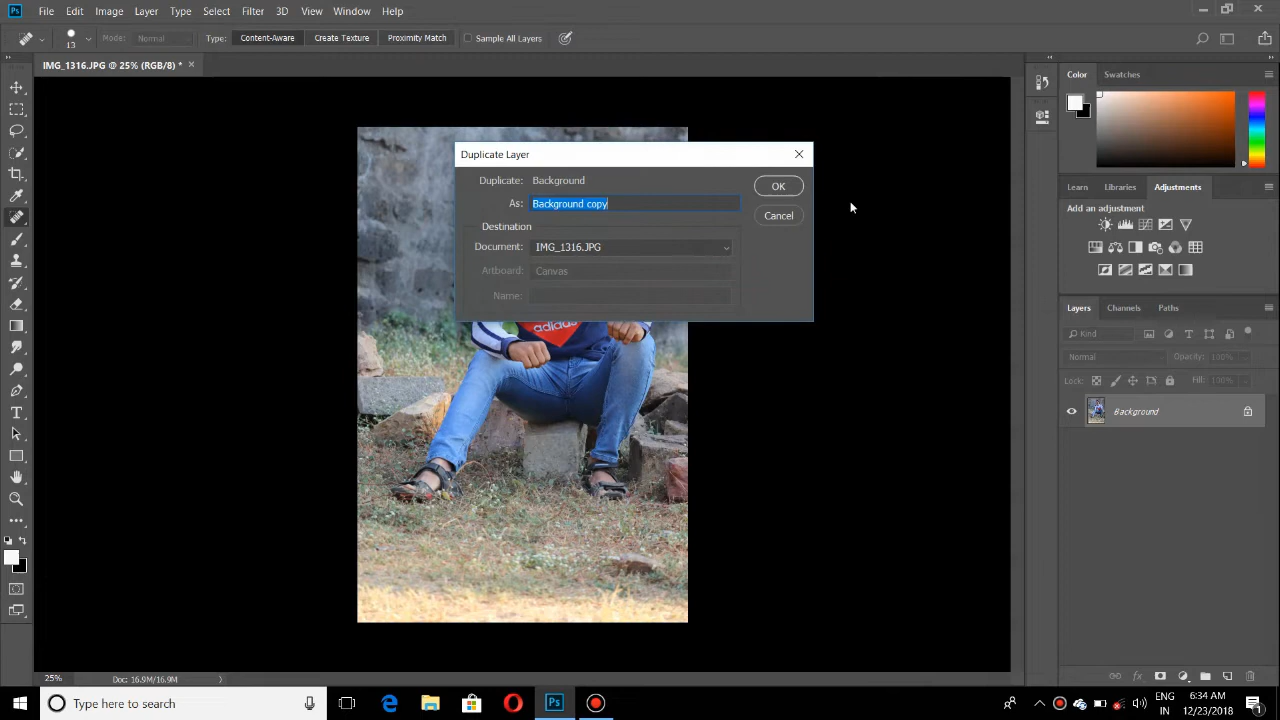 Ps File Edit Image Layer Type Select Filter 3D View Window Help
13 Mode: Normal Type: Content-Aware Create Texture Proximity Match Sample All Layers
IMG_1316.JPG @ 25% (RGB/8) *
Color Swatches
Duplicate Layer
Duplicate: Background
As: Background copy
OK
Cancel
Destination
Document: IMG_1316.JPG
Artboard: Canvas
Name:
adidas
Learn Libraries Adjustments
Add an adjustment
Layers Channels Paths
Kind
Normal Opacity: 100%
Lock: Fill: 100%
Background
25% Doc: 16.9M/16.9M
Type here to search
Ps
ENG
IN
6:34 AM
12/23/2018
1